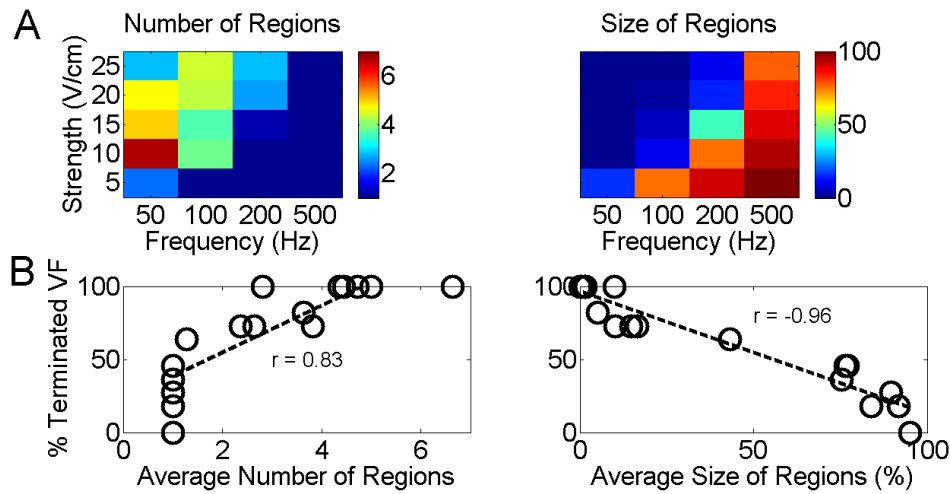 A
Number of Regions
Size of Regions
Strength (V/cm)
25
20
15
10
5
50 100 200 500
Frequency (Hz)
6
4
2
50 100 200 500
Frequency (Hz)
100
50
0
B
% Terminated VF
100
50
0
r = 0.83
0 2 4 6
Average Number of Regions
100
50
0
r = -0.96
0 50 100
Average Size of Regions (%)